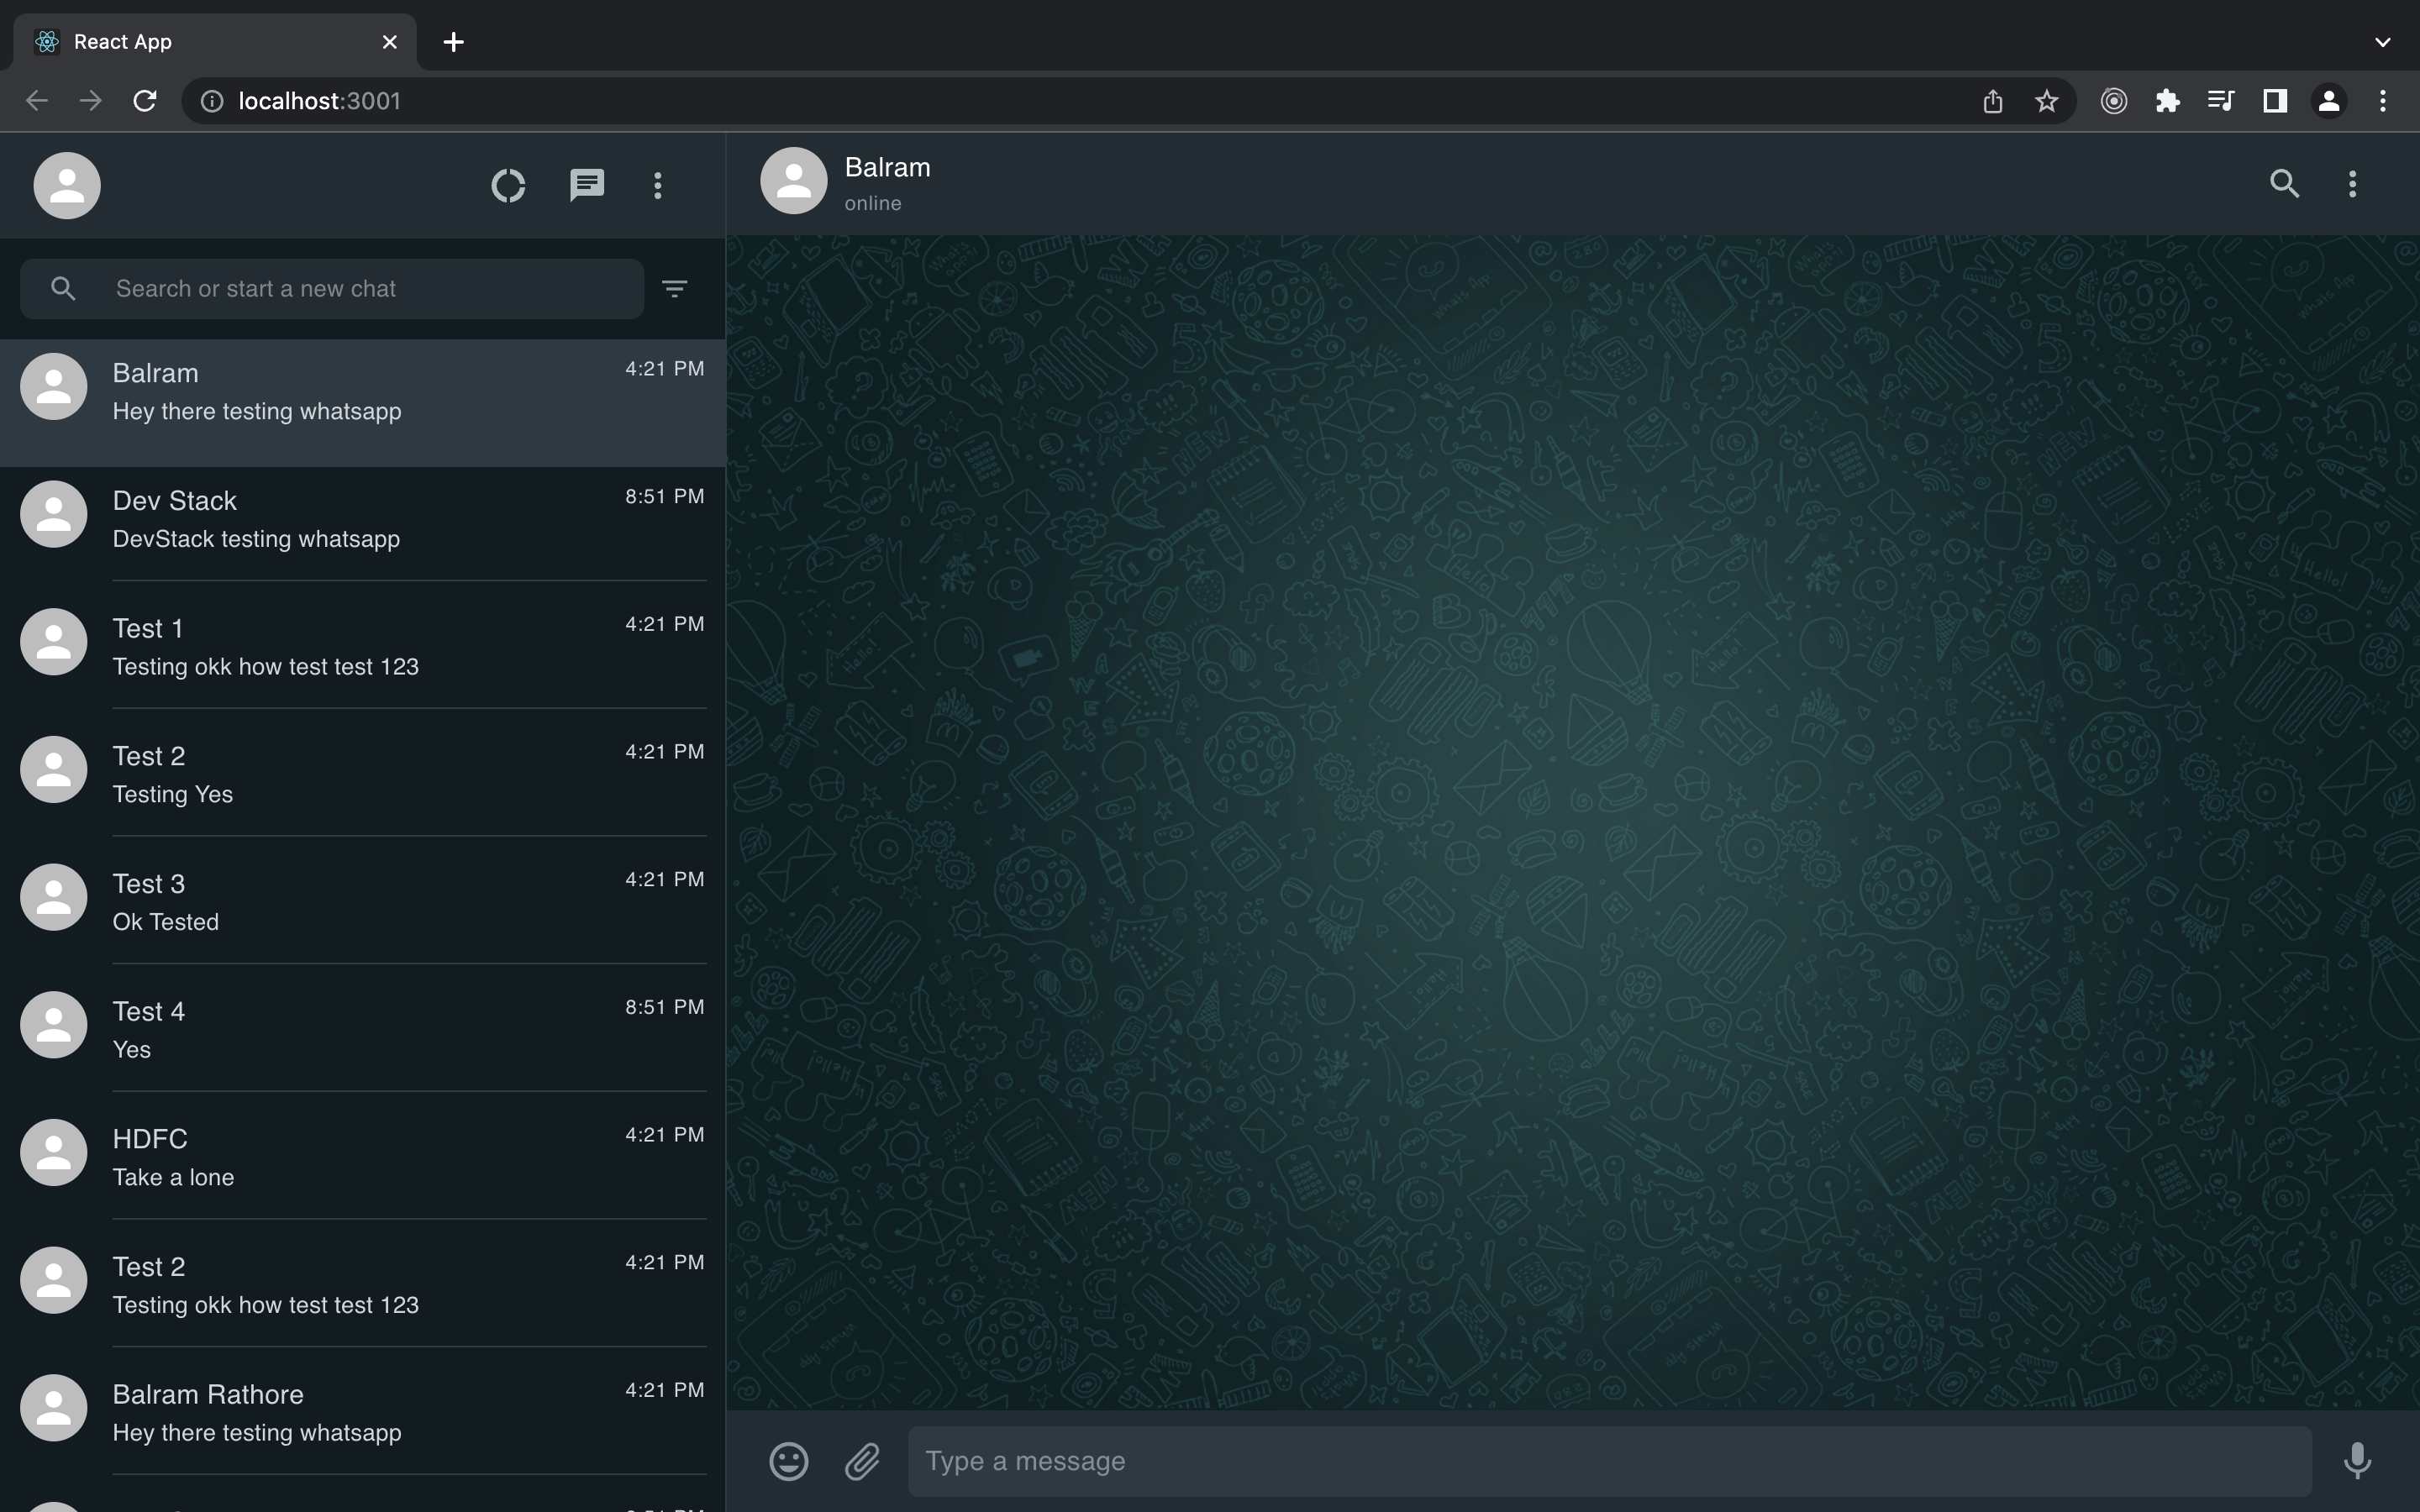 React App
localhost:3001
Balram
online
Search or start a new chat
Balram
4:21 PM
Hey there testing whatsapp
Dev Stack
8:51 PM
DevStack testing whatsapp
Test 1
4:21 PM
Testing okk how test test 123
Test 2
4:21 PM
Testing Yes
Test 3
4:21 PM
Ok Tested
Test 4
8:51 PM
Yes
HDFC
4:21 PM
Take a lone
Test 2
4:21 PM
Testing okk how test test 123
Balram Rathore
4:21 PM
Hey there testing whatsapp
Type a message